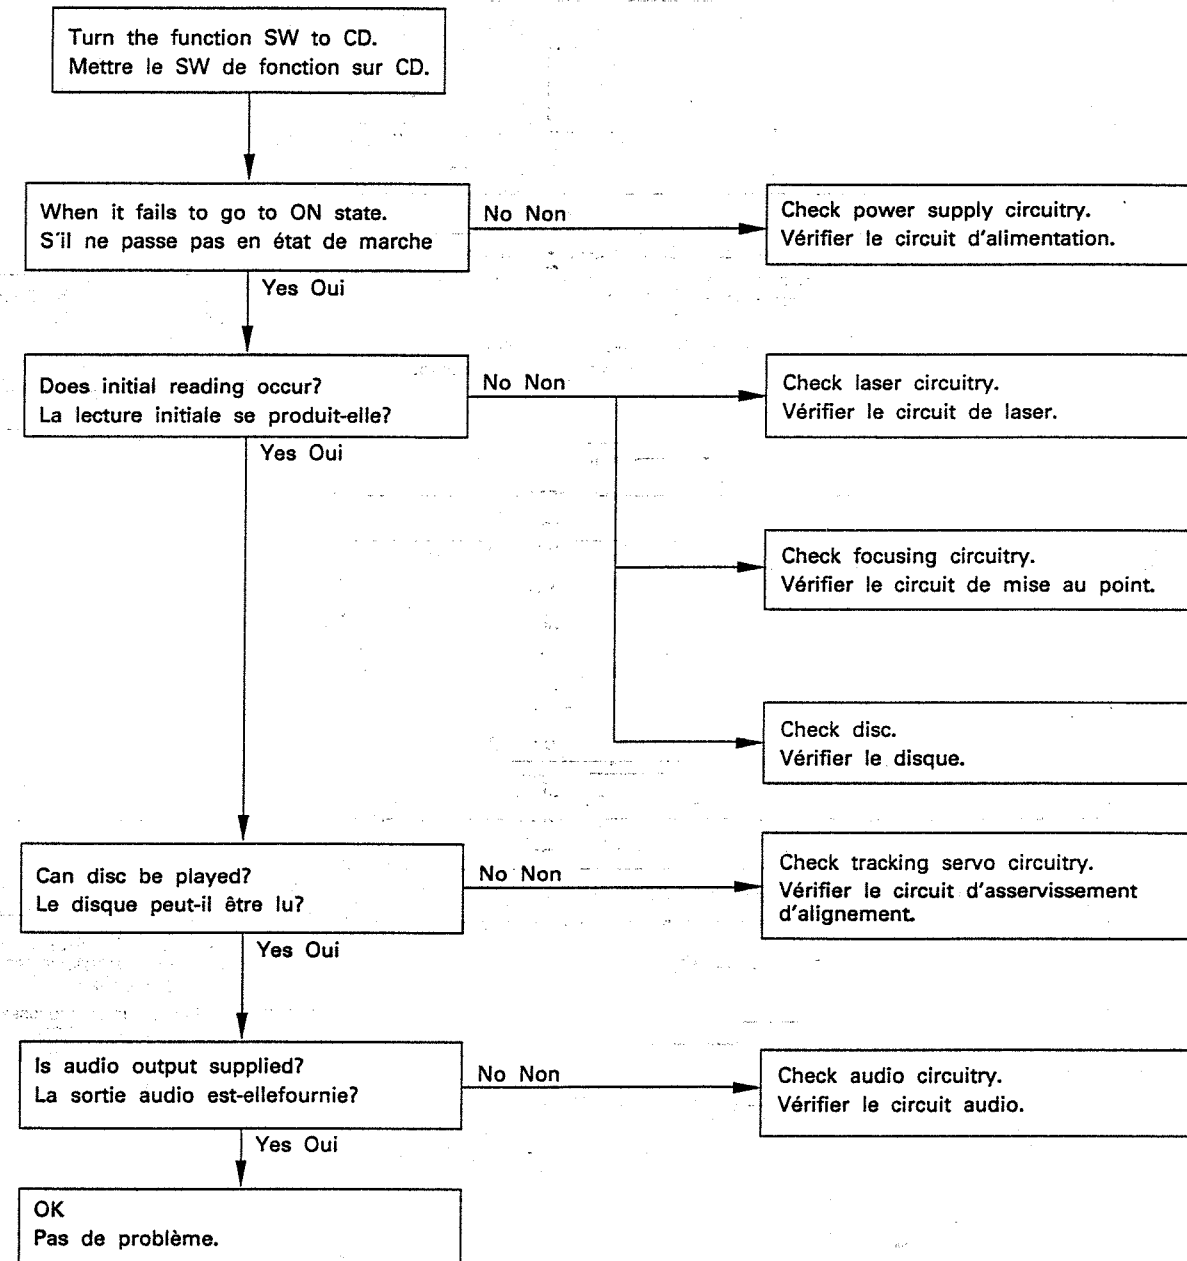 Turn the function SW to CD.
Mettre le SW de fonction sur CD.
When it fails to go to ON state.
S'il ne passe pas en état de marche
No Non
Check power supply circuitry.
Vérifier le circuit d'alimentation.
Yes Oui
Does initial reading occur?
La lecture initiale se produit-elle?
No Non
Check laser circuitry.
Vérifier le circuit de laser.
Yes Oui
Check focusing circuitry.
Vérifier le circuit de mise au point.
Check disc.
Vérifier le disque.
Can disc be played?
Le disque peut-il être lu?
No Non
Check tracking servo circuitry.
Vérifier le circuit d'asservissement
d'alignement.
Yes Oui
Is audio output supplied?
La sortie audio est-ellefournie?
No Non
Check audio circuitry.
Vérifier le circuit audio.
Yes Oui
OK
Pas de problème.